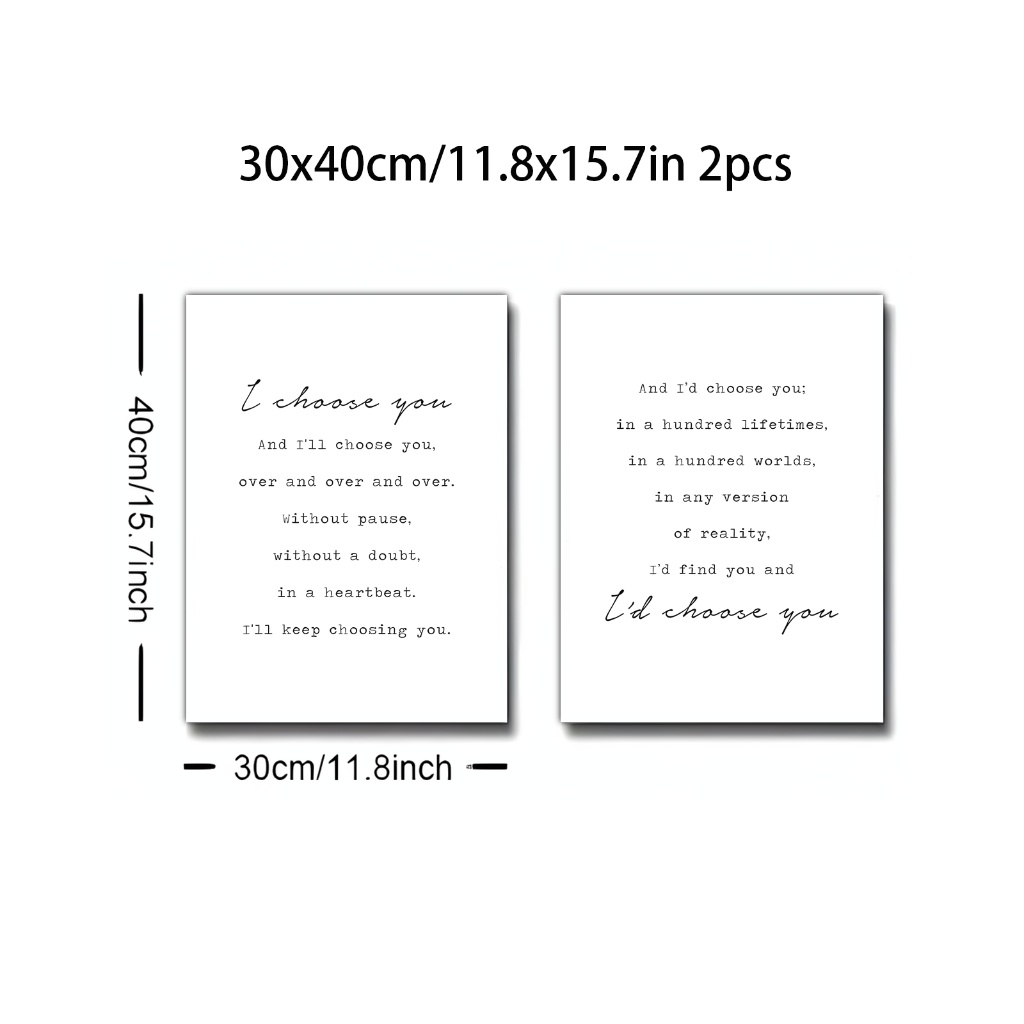 30x40cm/11.8x15.7in 2pcs
40cm/15.7inch
I choose you
And I'll choose you,
over and over and over.
Without pause,
without a doubt,
in a heartbeat.
I'll keep choosing you.
And I'd choose you;
in a hundred lifetimes,
in a hundred worlds,
in any version
of reality,
I'd find you and
I'd choose you
30cm/11.8inch